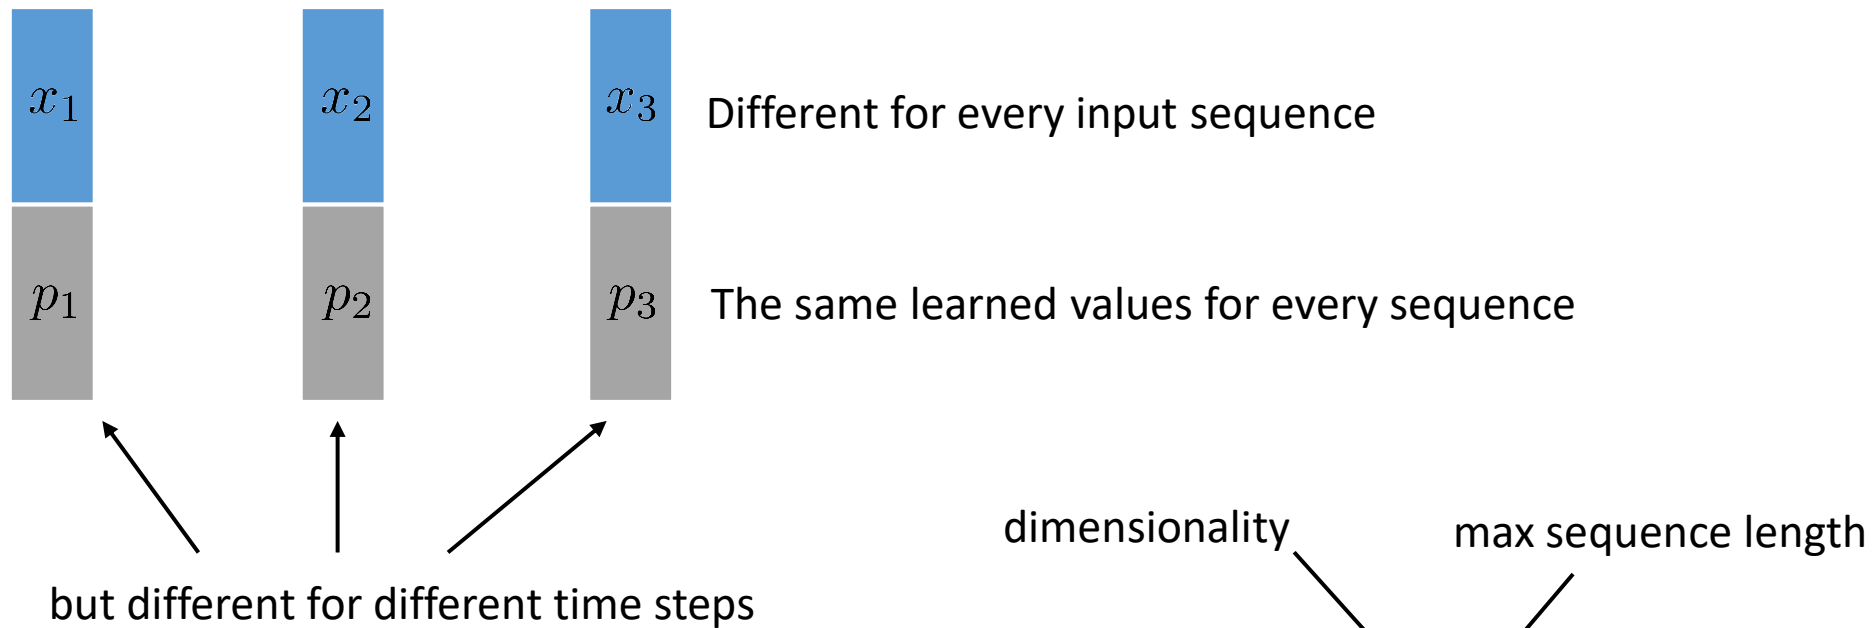 x₁ x₂ x₃ Different for every input sequence
p₁ p₂ p₃ The same learned values for every sequence
dimensionality max sequence length
but different for different time steps